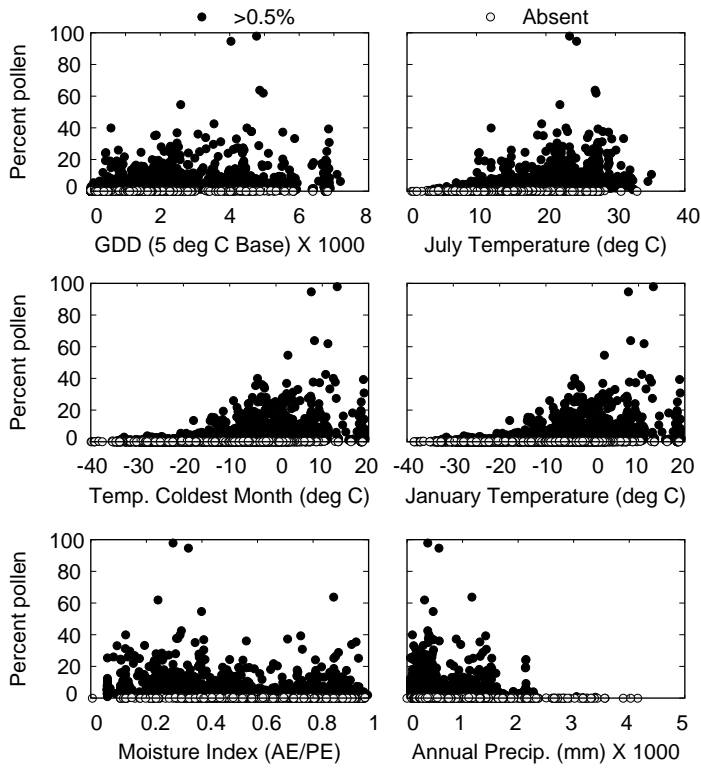 >0.5% Absent
Percent pollen
100
80
60
40
20
0
0 2 4 6 8
GDD (5 deg C Base) X 1000
0 10 20 30 40
July Temperature (deg C)
Percent pollen
100
80
60
40
20
0
-40 -30 -20 -10 0 10 20
Temp. Coldest Month (deg C)
-40 -30 -20 -10 0 10 20
January Temperature (deg C)
Percent pollen
100
80
60
40
20
0
0 0.2 0.4 0.6 0.8 1
Moisture Index (AE/PE)
0 1 2 3 4 5
Annual Precip. (mm) X 1000